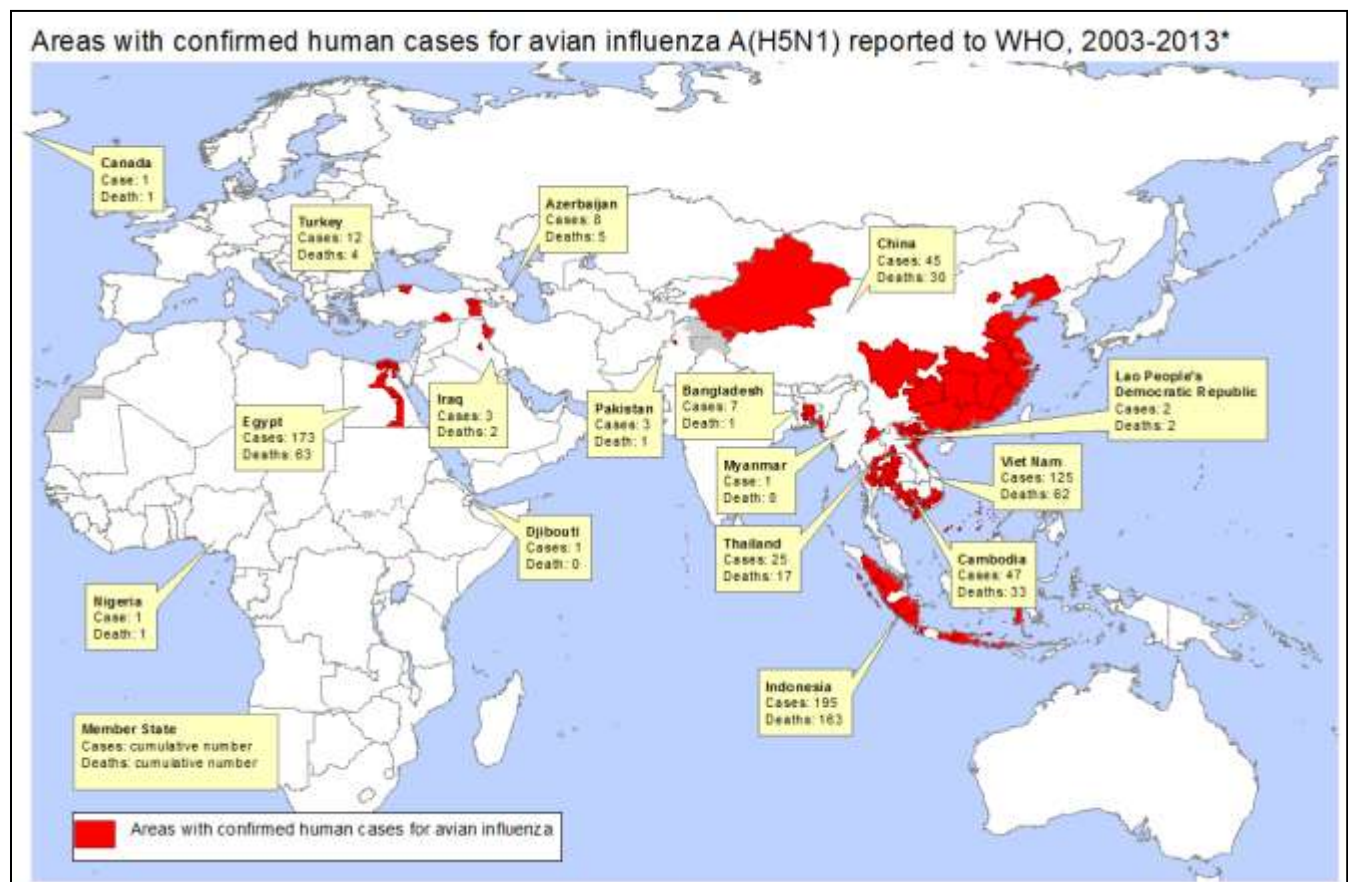 Areas with confirmed human cases for avian influenza A(H5N1) reported to WHO, 2003-2013*
Canada
Case: 1
Death: 1
Turkey
Cases: 12
Deaths: 4
Azerbaijan
Cases: 8
Deaths: 5
China
Cases: 45
Deaths: 30
Egypt
Cases: 173
Deaths: 63
Iraq
Cases: 3
Deaths: 2
Pakistan
Cases: 3
Death: 1
Bangladesh
Cases: 7
Death: 1
Lao People's
Democratic Republic
Cases: 2
Deaths: 2
Myanmar
Case: 1
Death: 0
Viet Nam
Cases: 125
Deaths: 62
Djibouti
Cases: 1
Death: 0
Thailand
Cases: 25
Deaths: 17
Cambodia
Cases: 47
Deaths: 33
Nigeria
Case: 1
Death: 1
Indonesia
Cases: 195
Deaths: 163
Member State
Cases: cumulative number
Deaths: cumulative number
Areas with confirmed human cases for avian influenza